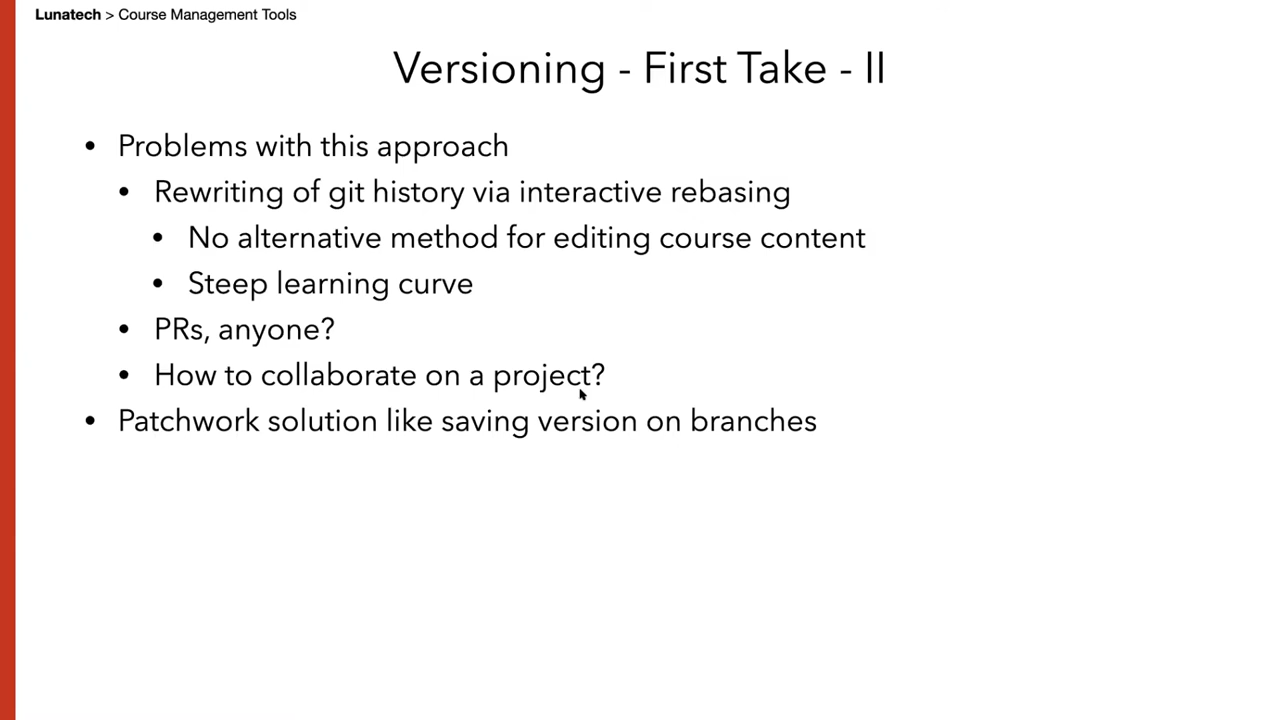 Lunatech > Course Management Tools
Versioning - First Take - II
• Problems with this approach
• Rewriting of git history via interactive rebasing
• No alternative method for editing course content
• Steep learning curve
• PRs, anyone?
• How to collaborate on a project?
• Patchwork solution like saving version on branches